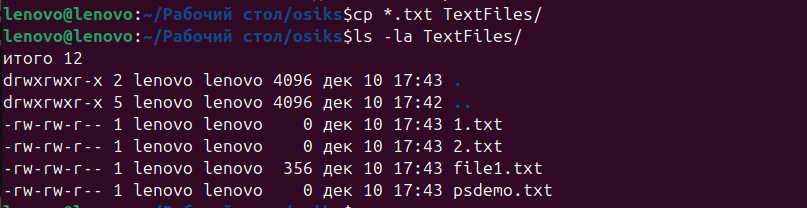 lenovo@lenovo:~/Рабочий стол/osiks$cp *.txt TextFiles/
lenovo@lenovo:~/Рабочий стол/osiks$ls -la TextFiles/
итого 12
drwxrwxr-x 2 lenovo lenovo 4096 дек 10 17:43 .
drwxrwxr-x 5 lenovo lenovo 4096 дек 10 17:42 ..
-rw-rw-r-- 1 lenovo lenovo    0 дек 10 17:43 1.txt
-rw-rw-r-- 1 lenovo lenovo    0 дек 10 17:43 2.txt
-rw-rw-r-- 1 lenovo lenovo  356 дек 10 17:43 file1.txt
-rw-rw-r-- 1 lenovo lenovo    0 дек 10 17:43 psdemo.txt